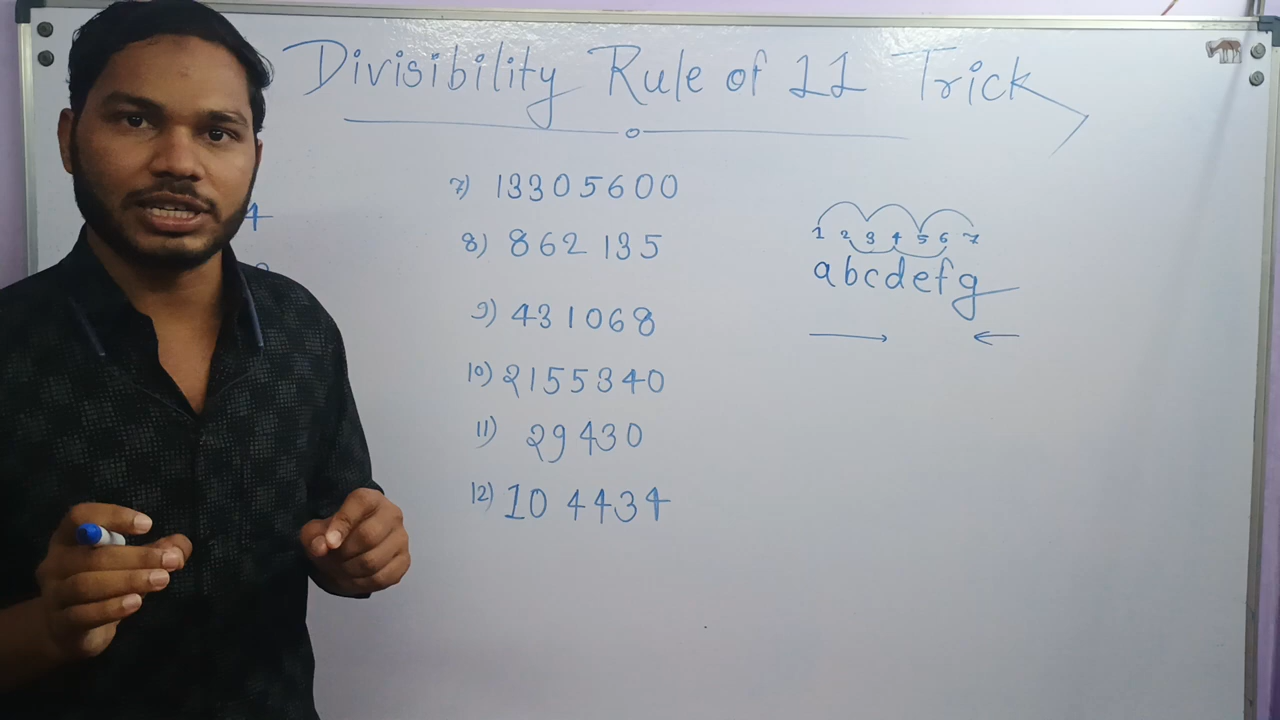 Divisibility Rule of 11 Trick
4
7) 13305600
8) 862135
9) 431068
10) 2155340
11) 29430
12) 104434
1 2 3 4 5 6 7
abcdefg